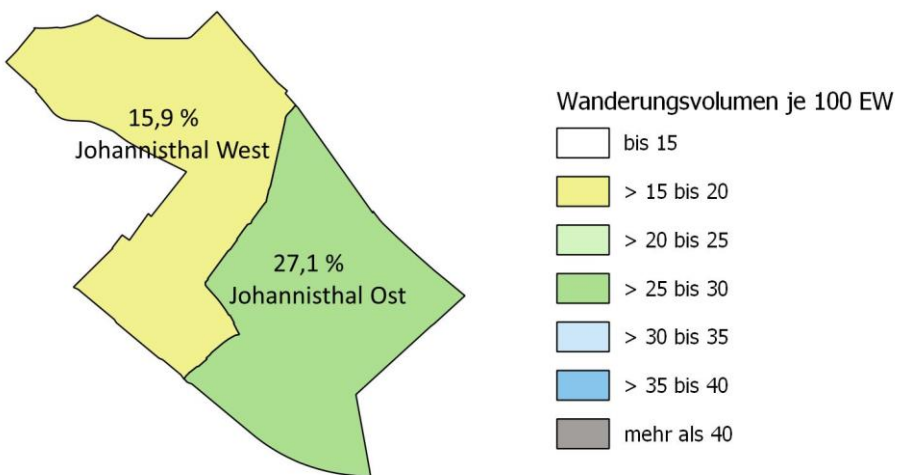 15,9 %
Johannisthal West
27,1 %
Johannisthal Ost
Wanderungsvolumen je 100 EW
bis 15
> 15 bis 20
> 20 bis 25
> 25 bis 30
> 30 bis 35
> 35 bis 40
mehr als 40